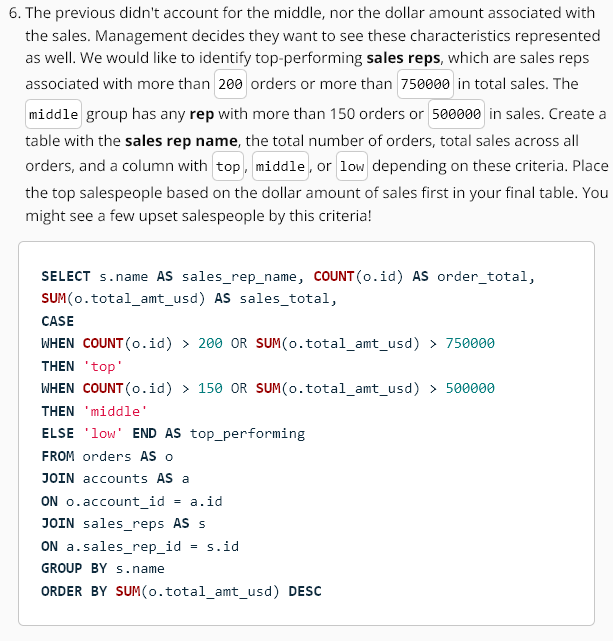 6. The previous didn't account for the middle, nor the dollar amount associated with
the sales. Management decides they want to see these characteristics represented
as well. We would like to identify top-performing sales reps, which are sales reps
associated with more than 200 orders or more than 750000 in total sales. The
middle group has any rep with more than 150 orders or 500000 in sales. Create a
table with the sales rep name, the total number of orders, total sales across all
orders, and a column with top, middle, or low depending on these criteria. Place
the top salespeople based on the dollar amount of sales first in your final table. You
might see a few upset salespeople by this criteria!
SELECT s.name AS sales_rep_name, COUNT(o.id) AS order_total,
SUM(o.total_amt_usd) AS sales_total,
CASE
WHEN COUNT(o.id) > 200 OR SUM(o.total_amt_usd) > 750000
THEN 'top'
WHEN COUNT(o.id) > 150 OR SUM(o.total_amt_usd) > 500000
THEN 'middle'
ELSE 'low' END AS top_performing
FROM orders AS o
JOIN accounts AS a
ON o.account_id = a.id
JOIN sales_reps AS s
ON a.sales_rep_id = s.id
GROUP BY s.name
ORDER BY SUM(o.total_amt_usd) DESC